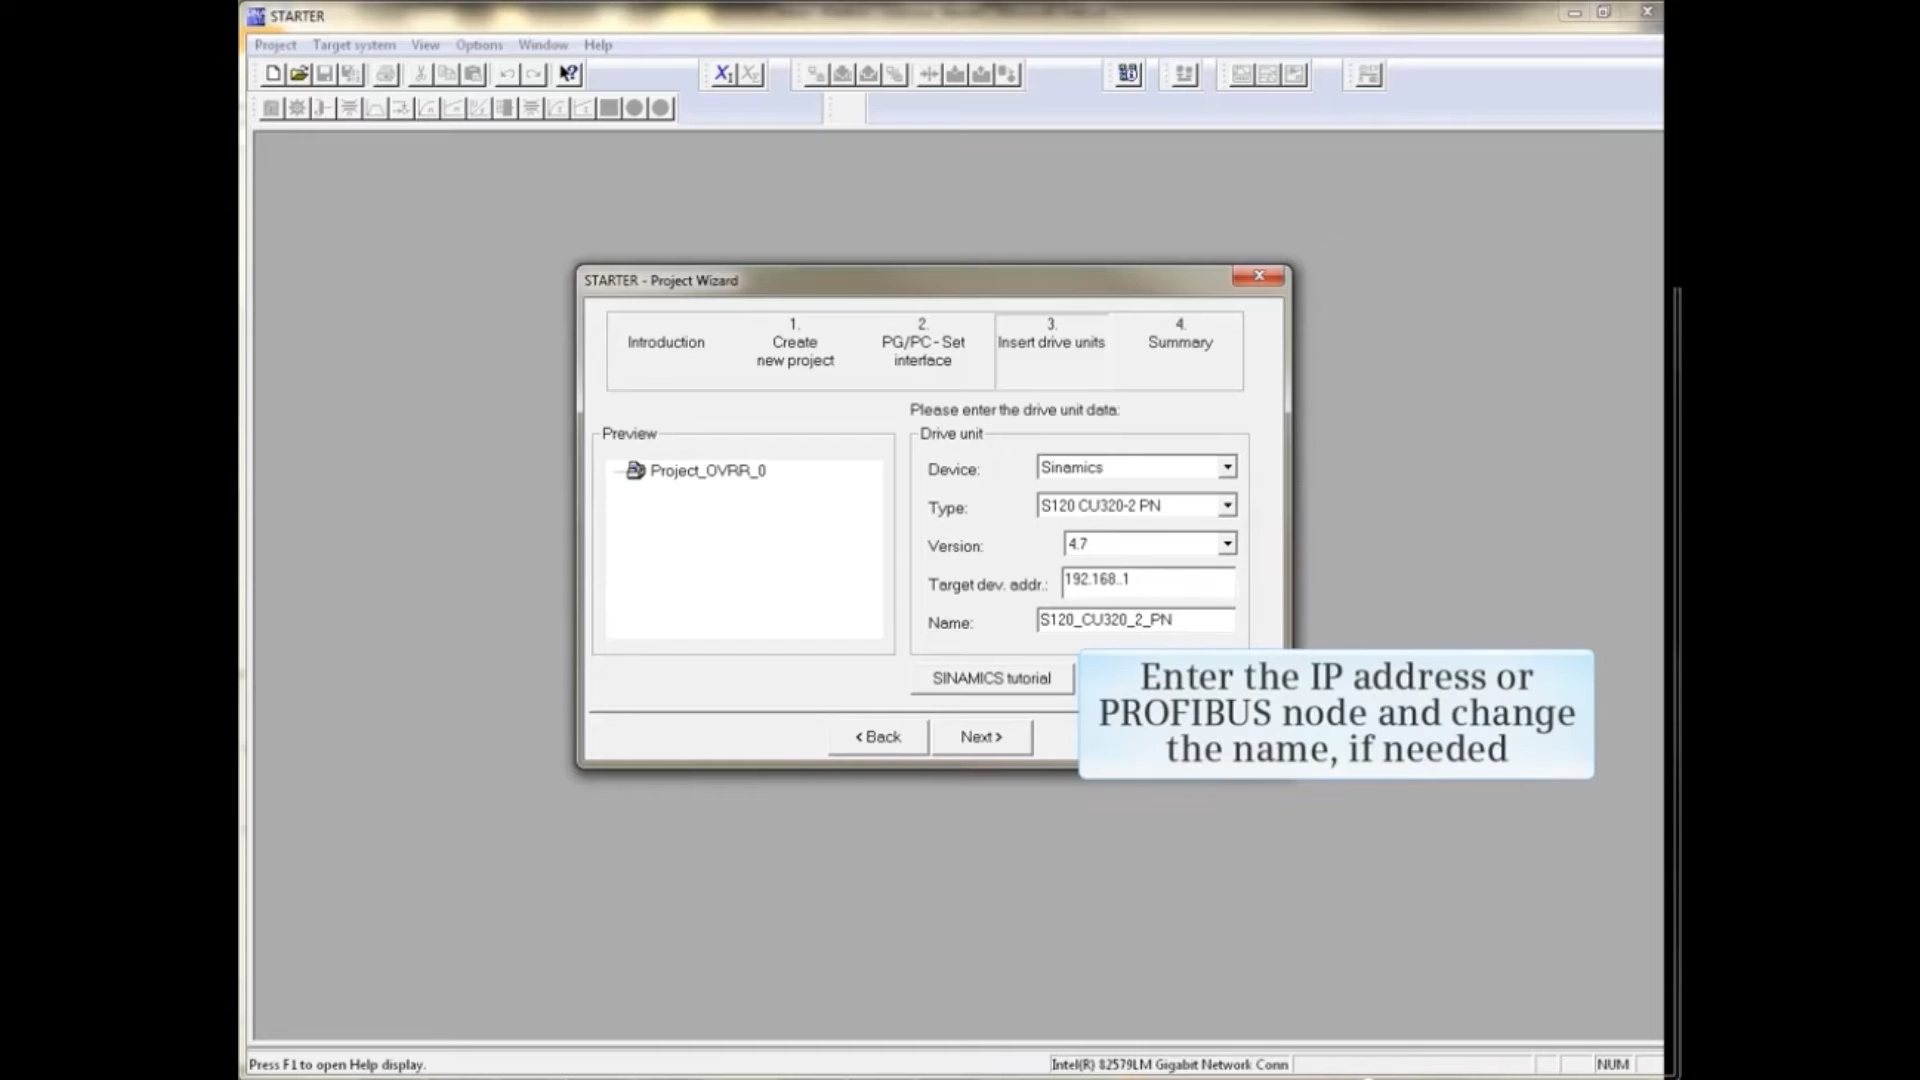 STARTER
Project Target system View Options Window Help
STARTER - Project Wizard
Introduction
1.
Create
new project
2.
PG/PC - Set
interface
3.
Insert drive units
4.
Summary
Please enter the drive unit data:
Preview
Project_OVRR_0
Drive unit
Device: Sinamics
Type: S120 CU320-2 PN
Version: 4.7
Target dev. addr.: 192.168..1
Name: S120_CU320_2_PN
SINAMICS tutorial
< Back Next >
Enter the IP address or
PROFIBUS node and change
the name, if needed
Press F1 to open Help display. Intel(R) 82579LM Gigabit Network Conn NUM